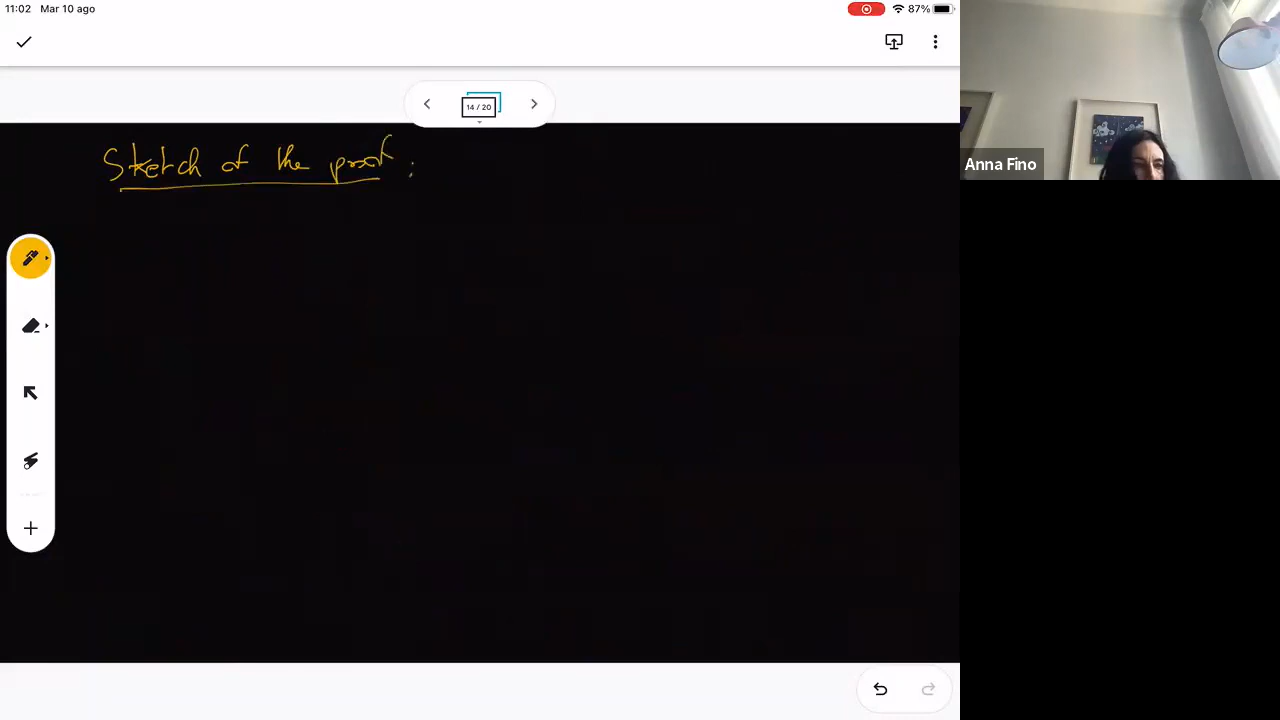 11:02 Mar 10 ago
87%
14 / 20
Sketch of the proof :
Anna Fino